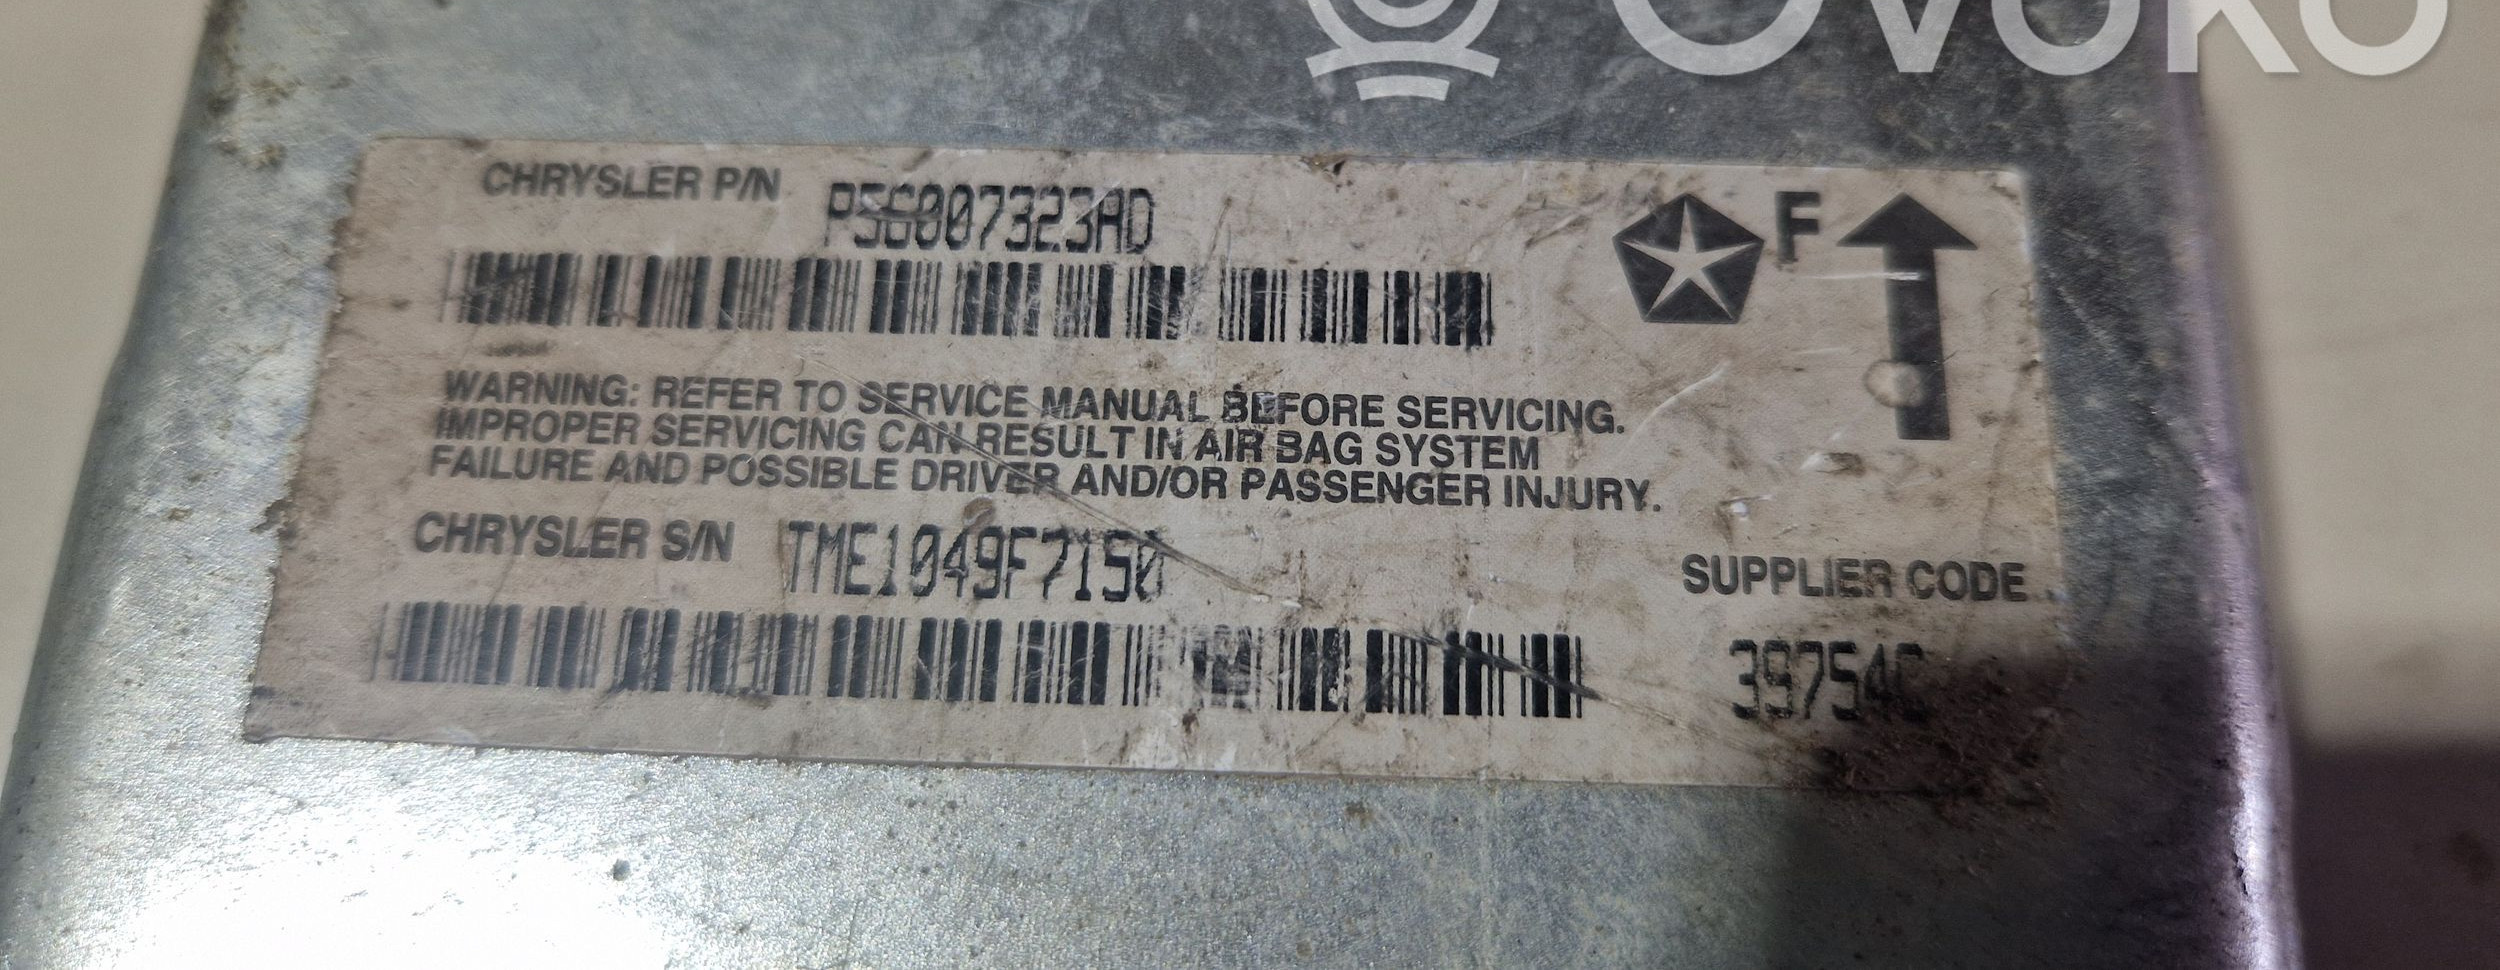 OVOKO
CHRYSLER P/N P56007323AD
F
WARNING: REFER TO SERVICE MANUAL BEFORE SERVICING.
IMPROPER SERVICING CAN RESULT IN AIR BAG SYSTEM
FAILURE AND POSSIBLE DRIVER AND/OR PASSENGER INJURY.
CHRYSLER S/N TME1049F7150
SUPPLIER CODE